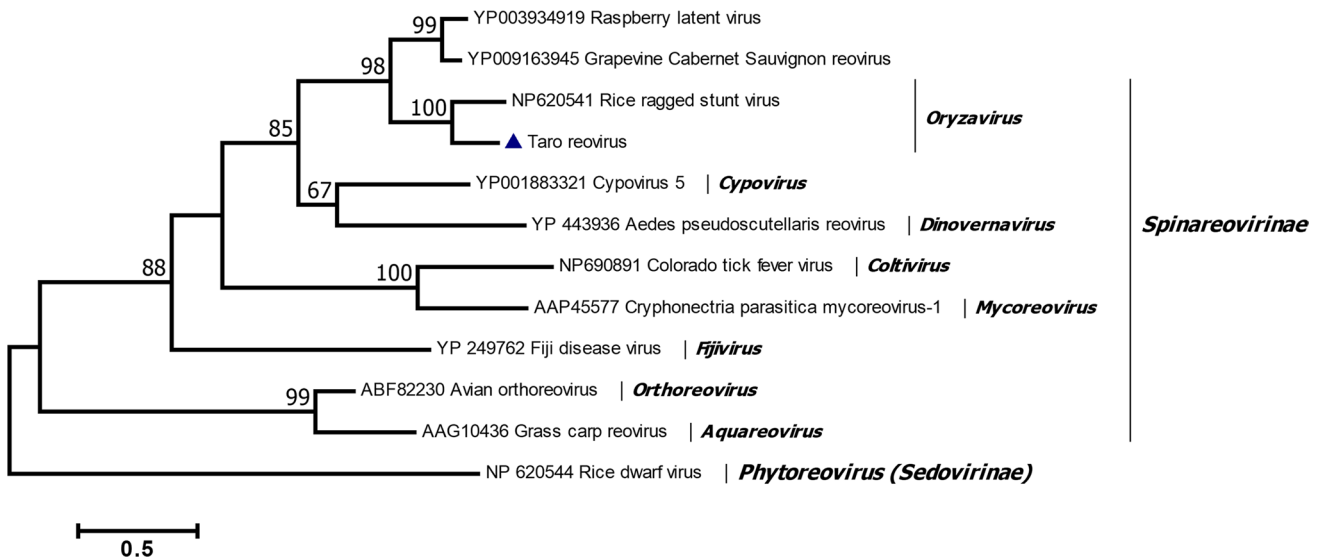 99 YP003934919 Raspberry latent virus
YP009163945 Grapevine Cabernet Sauvignon reovirus
98
NP620541 Rice ragged stunt virus
100
Oryzavirus
Taro reovirus
85
YP001883321 Cypovirus 5 | Cypovirus
67
YP 443936 Aedes pseudoscutellaris reovirus | Dinovernavirus
Spinareovirinae
NP690891 Colorado tick fever virus | Coltivirus
100
88
AAP45577 Cryphonectria parasitica mycoreovirus-1 | Mycoreovirus
YP 249762 Fiji disease virus | Fijivirus
ABF82230 Avian orthoreovirus | Orthoreovirus
99
AAG10436 Grass carp reovirus | Aquareovirus
NP 620544 Rice dwarf virus | Phytoreovirus (Sedovirinae)
0.5